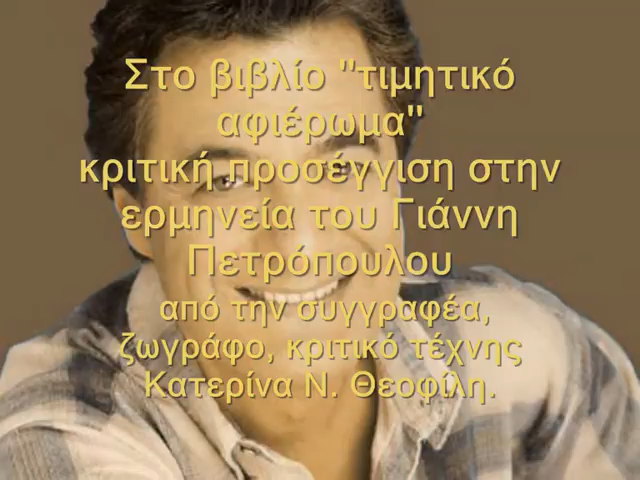 Στο βιβλίο "τιμητικό
αφιέρωμα"
κριτική προσέγγιση στην
ερμηνεία του Γιάννη
Πετρόπουλου
από την συγγραφέα,
ζωγράφο, κριτικό τέχνης
Κατερίνα Ν. Θεοφίλη.